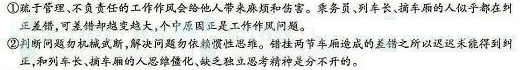 ①疏于管理、不负责任的工作作风会给他人带来麻烦和伤害。乘务员、列车长、摘车厢的人似乎都在纠
正差错,可差错却越变越大,个中原因正是工作作风问题。
②判断问题勿机械武断,解决问题勿依赖惯性思维。错挂两节车厢造成的差错之所以迟迟未能得到纠
正,和列车长、摘车厢的人思维僵化、缺乏独立思考精神是分不开的。